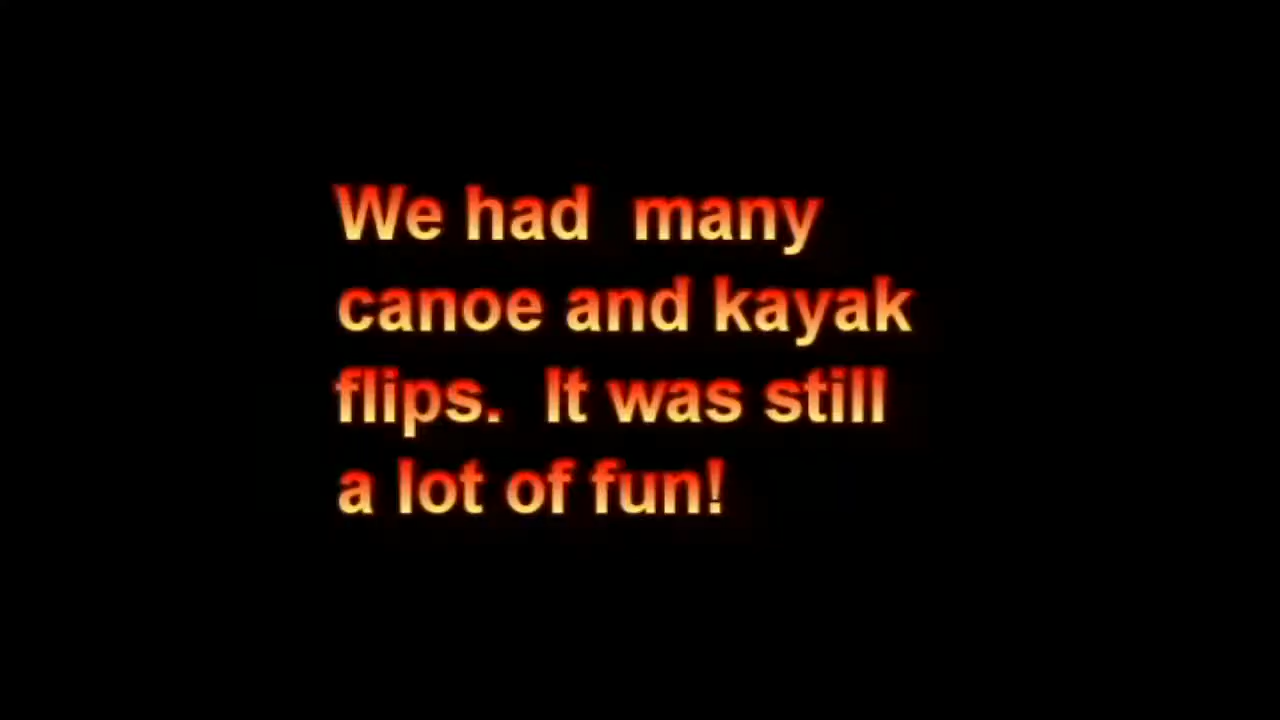 We had  many
canoe and kayak
flips.  It was still
a lot of fun!